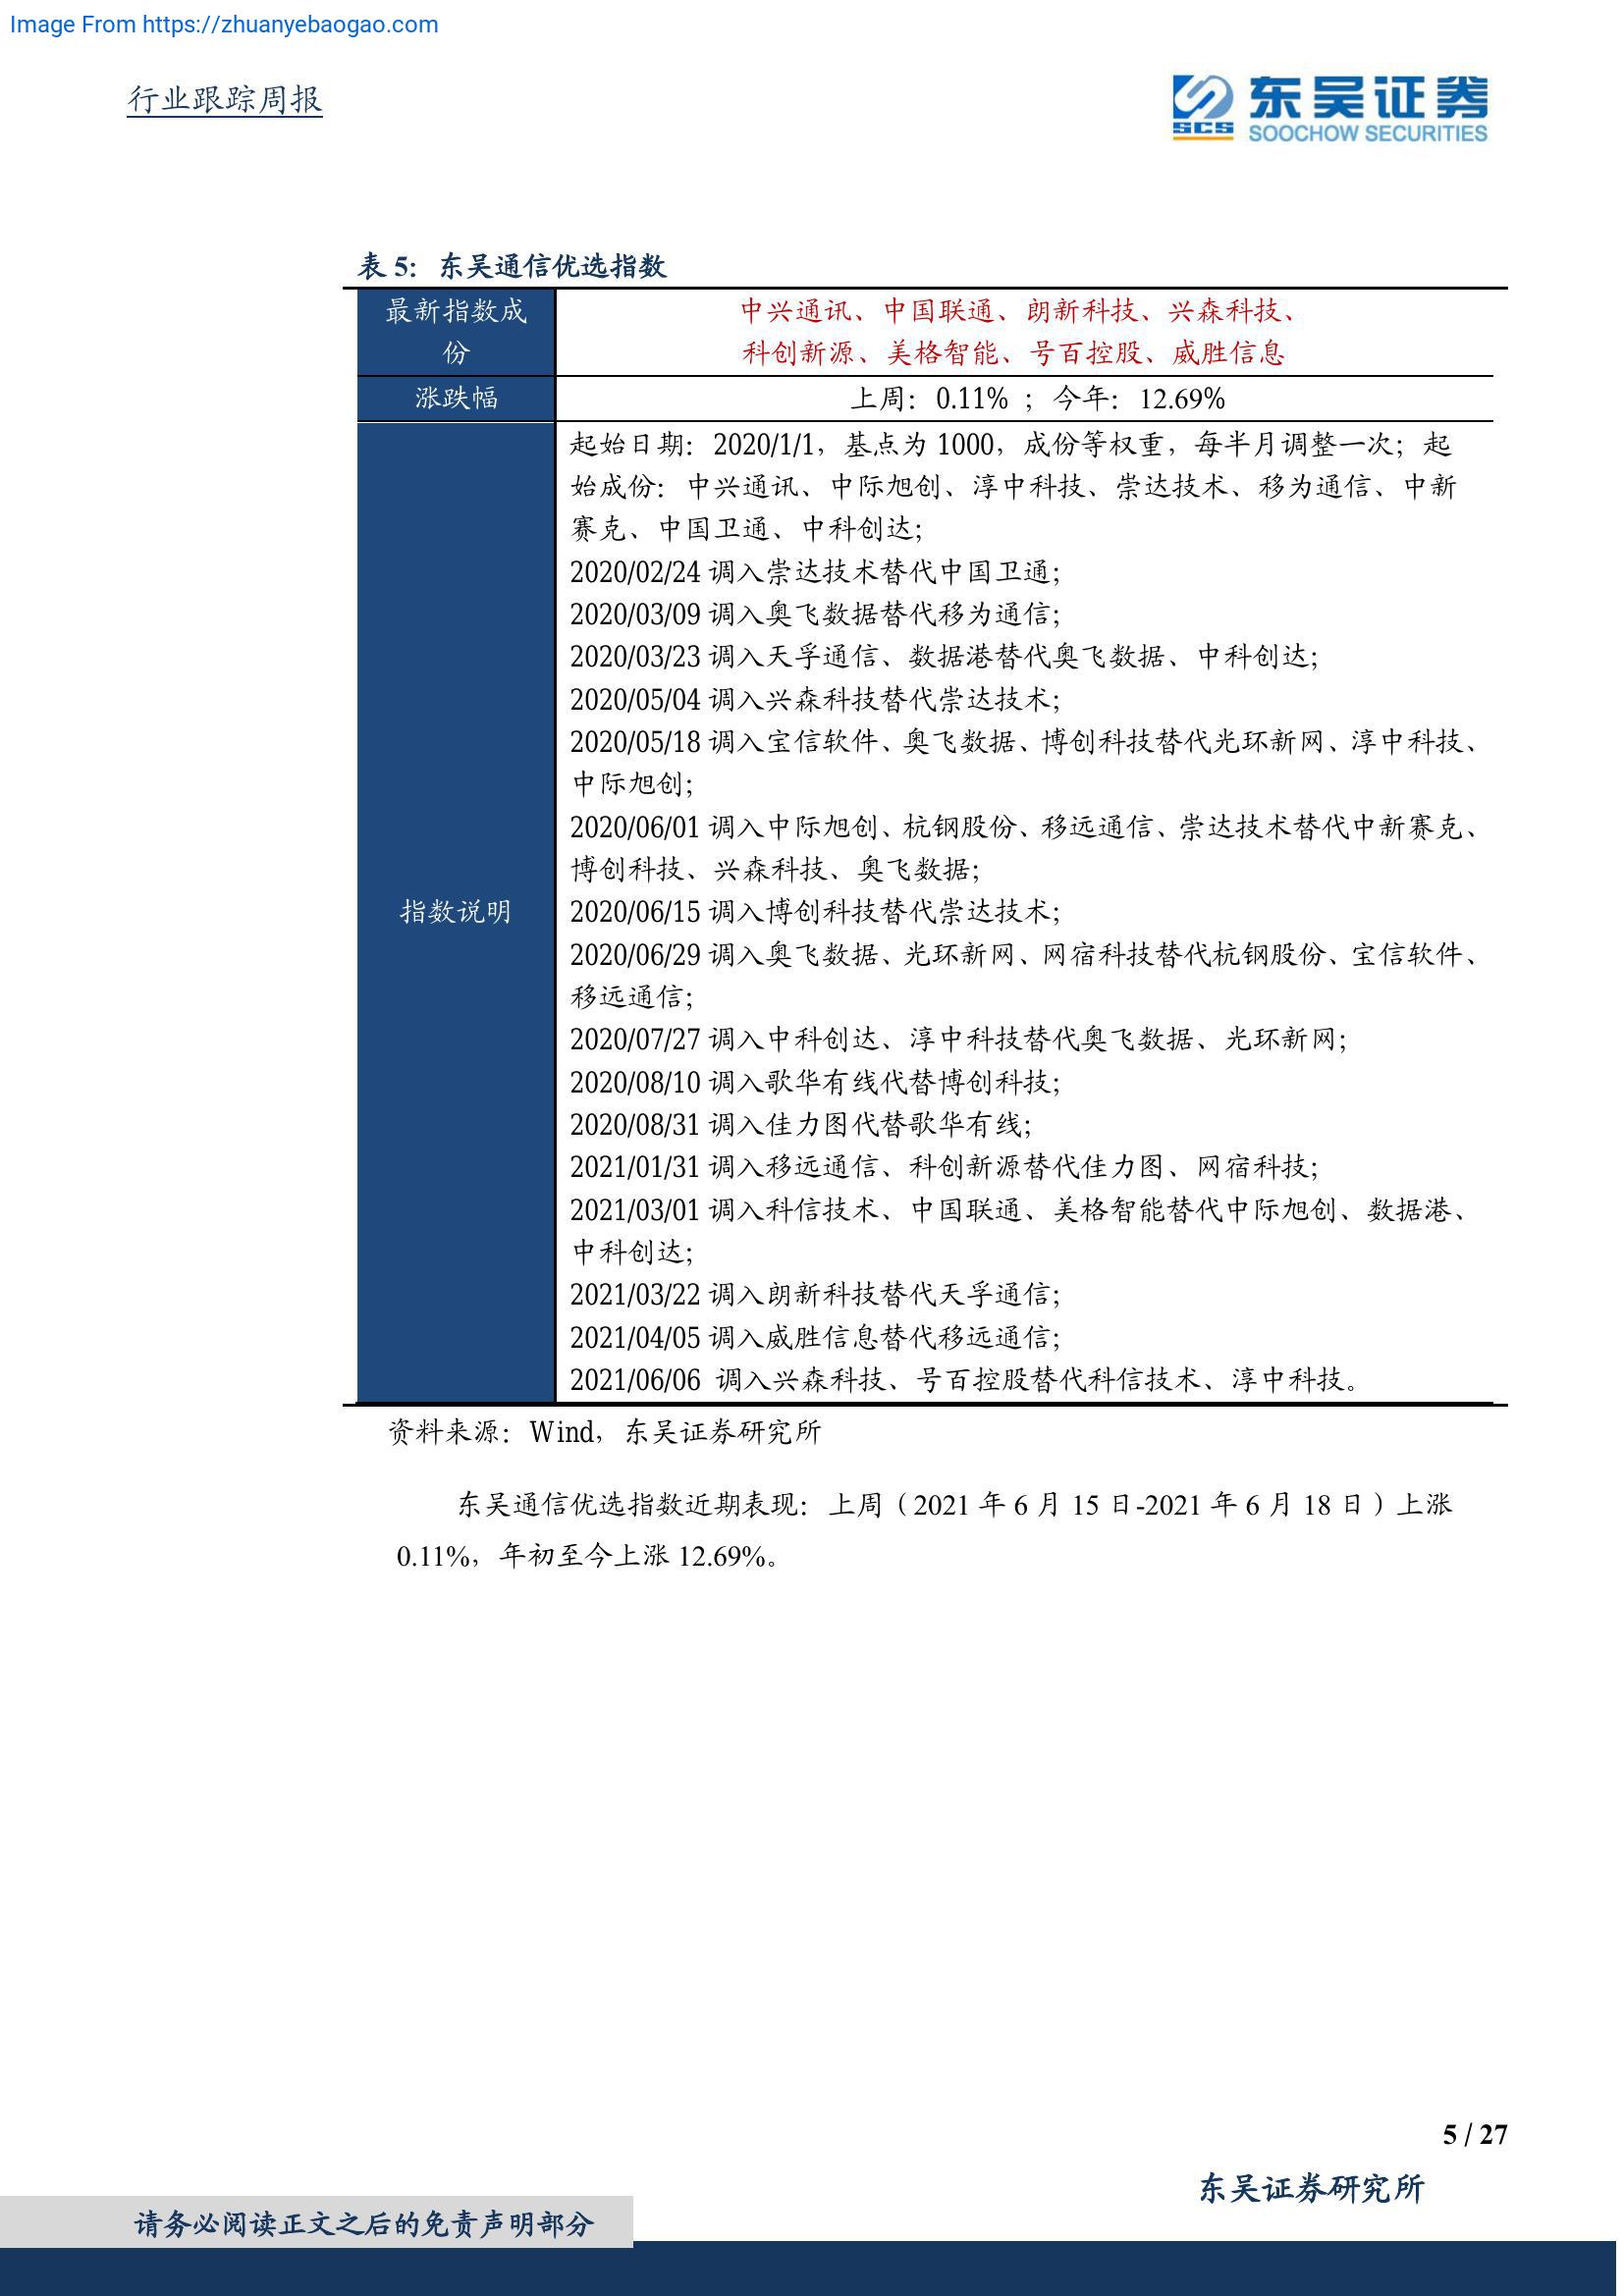 Image From https://zhuanyebaogao.com
行业跟踪周报
SCS
东吴证券
SOOCHOW SECURITIES
表 5: 东吴通信优选指数
最新指数成
份
中兴通讯、中国联通、朗新科技、兴森科技、
科创新源、美格智能、号百控股、威胜信息
涨跌幅
上周：0.11% ；今年：12.69%
指数说明
起始日期：2020/1/1，基点为 1000，成份等权重，每半月调整一次；起
始成份：中兴通讯、中际旭创、淳中科技、崇达技术、移为通信、中新
赛克、中国卫通、中科创达；
2020/02/24 调入崇达技术替代中国卫通；
2020/03/09 调入奥飞数据替代移为通信；
2020/03/23 调入天孚通信、数据港替代奥飞数据、中科创达；
2020/05/04 调入兴森科技替代崇达技术；
2020/05/18 调入宝信软件、奥飞数据、博创科技替代光环新网、淳中科技、
中际旭创；
2020/06/01 调入中际旭创、杭钢股份、移远通信、崇达技术替代中新赛克、
博创科技、兴森科技、奥飞数据；
2020/06/15 调入博创科技替代崇达技术；
2020/06/29 调入奥飞数据、光环新网、网宿科技替代杭钢股份、宝信软件、
移远通信；
2020/07/27 调入中科创达、淳中科技替代奥飞数据、光环新网；
2020/08/10 调入歌华有线代替博创科技；
2020/08/31 调入佳力图代替歌华有线；
2021/01/31 调入移远通信、科创新源替代佳力图、网宿科技；
2021/03/01 调入科信技术、中国联通、美格智能替代中际旭创、数据港、
中科创达；
2021/03/22 调入朗新科技替代天孚通信；
2021/04/05 调入威胜信息替代移远通信；
2021/06/06 调入兴森科技、号百控股替代科信技术、淳中科技。
资料来源：Wind，东吴证券研究所
东吴通信优选指数近期表现：上周（2021 年 6 月 15 日-2021 年 6 月 18 日）上涨
0.11%，年初至今上涨 12.69%。
5 / 27
东吴证券研究所
请务必阅读正文之后的免责声明部分